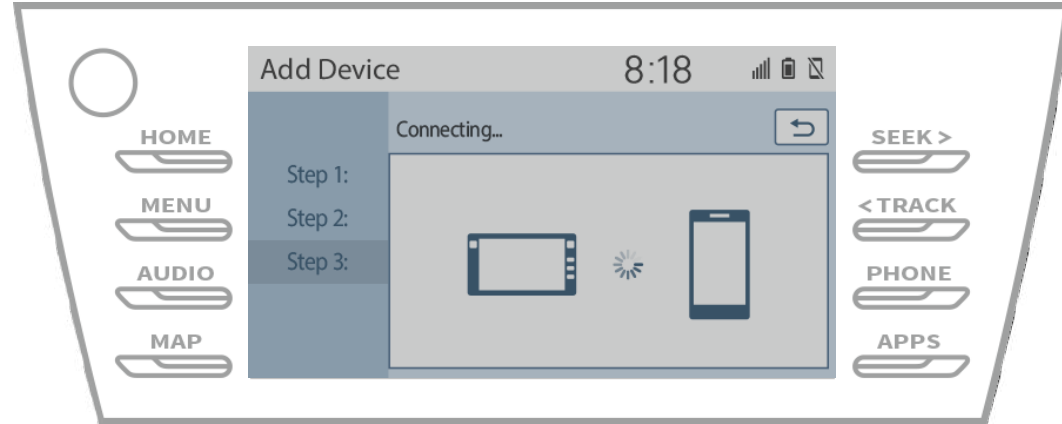 Add Device 8:18
Connecting...
HOME
MENU
AUDIO
MAP
Step 1:
Step 2:
Step 3:
SEEK >
< TRACK
PHONE
APPS